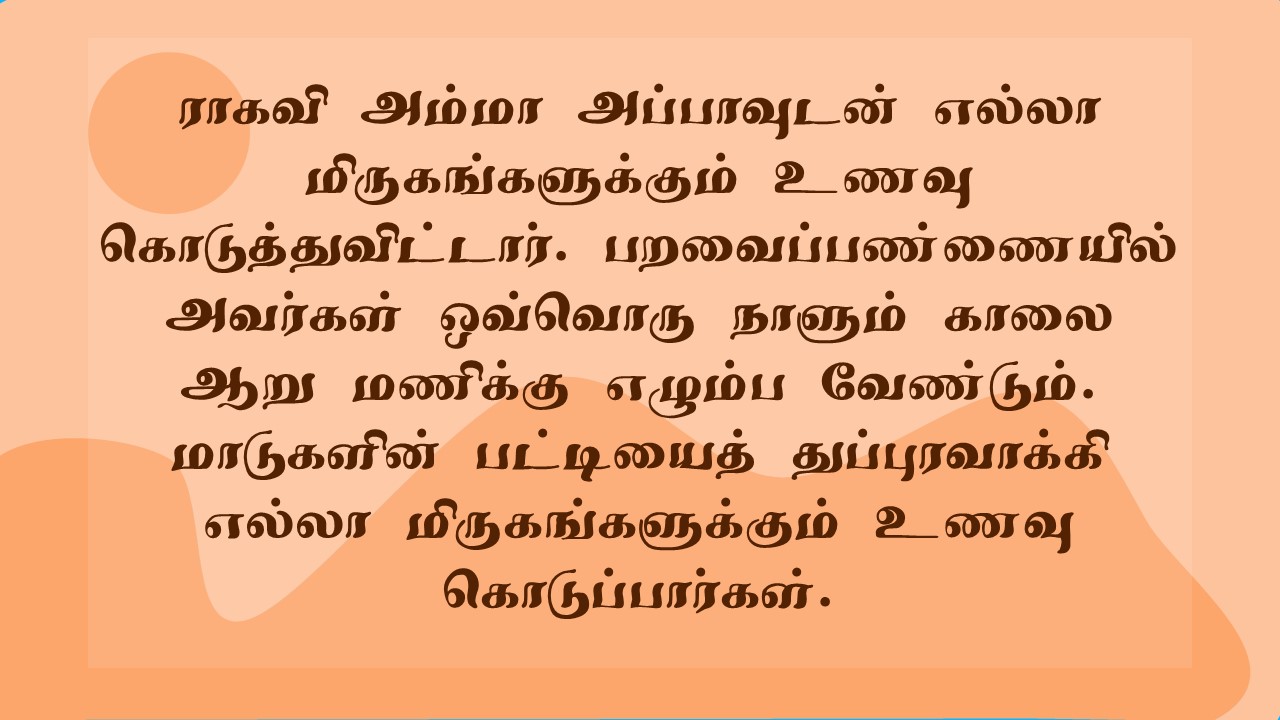 ராகவி அம்மா அப்பாவுடன் எல்லா
மிருகங்களுக்கும் உணவு
கொடுத்துவிட்டார். பறவைப்பண்ணையில்
அவர்கள் ஒவ்வொரு நாளும் காலை
ஆறு மணிக்கு எழும்ப வேண்டும்.
மாடுகளின் பட்டியைத் துப்புரவாக்கி
எல்லா மிருகங்களுக்கும் உணவு
கொடுப்பார்கள்.